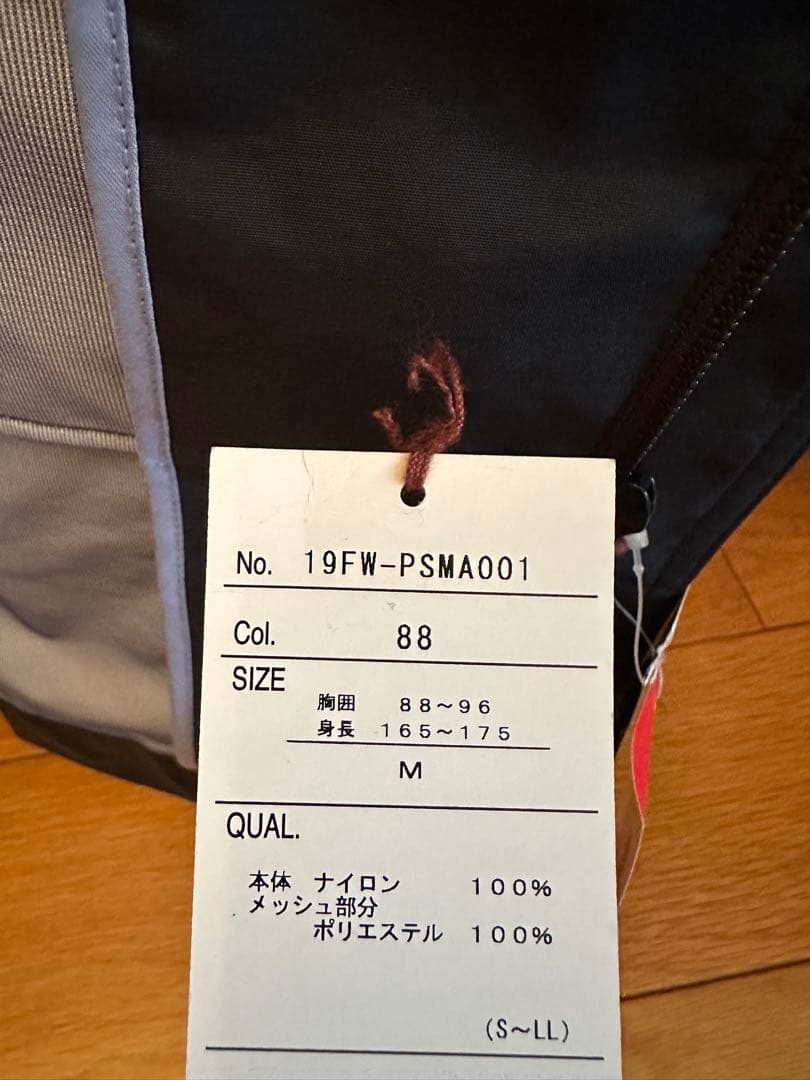 No. 19FW-PSMA001
Col. 88
SIZE
胸囲 88~96
身長 165~175
M
QUAL.
本体 ナイロン 100%
メッシュ部分
ポリエステル 100%
(S~LL)